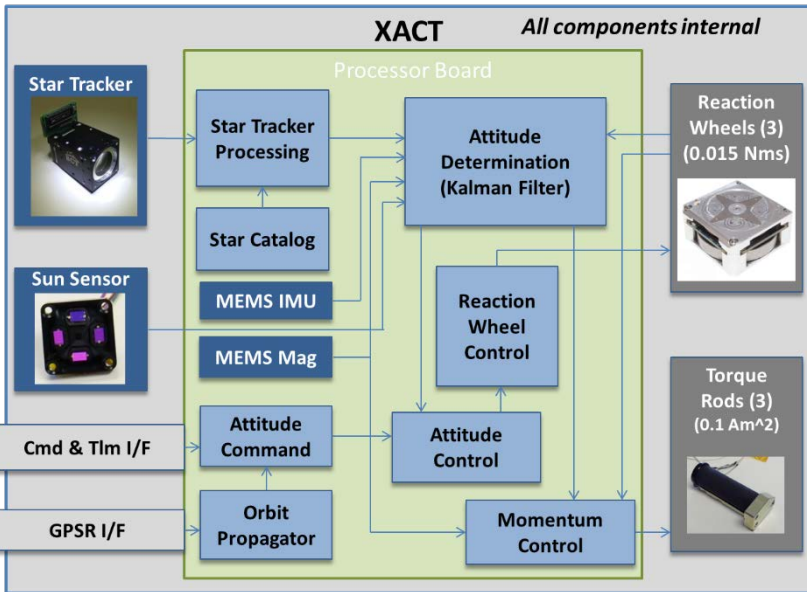 XACT
All components internal
Processor Board
Star Tracker
Star Tracker
Processing
Attitude
Determination
(Kalman Filter)
Reaction
Wheels (3)
(0.015 Nms)
Star Catalog
Sun Sensor
MEMS IMU
MEMS Mag
Reaction
Wheel
Control
Torque
Rods (3)
(0.1 Am^2)
Cmd & Tlm I/F
Attitude
Command
Attitude
Control
GPSR I/F
Orbit
Propagator
Momentum
Control